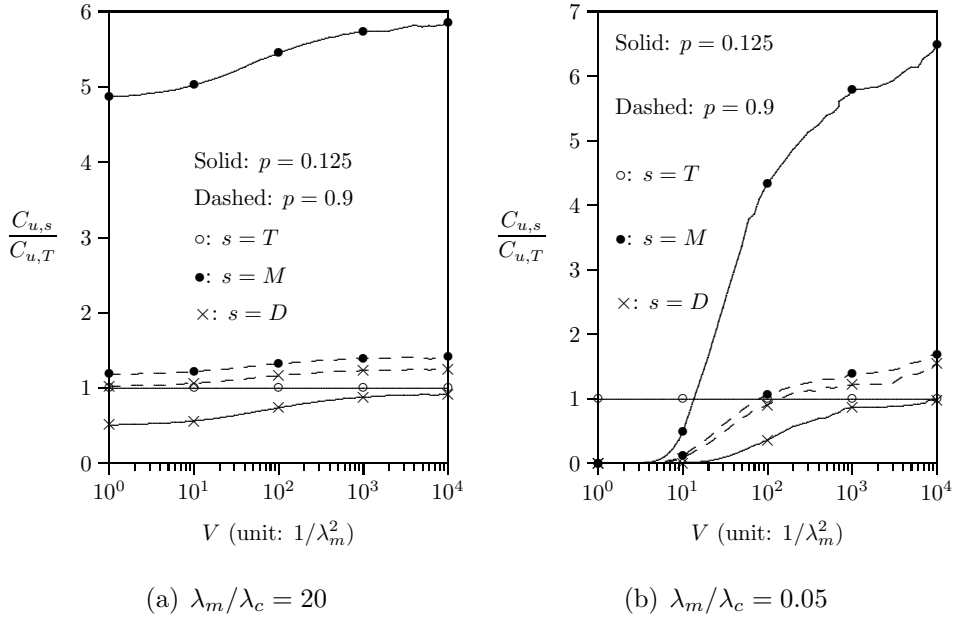 6
5
4
3
2
1
0
C_{u,s}
C_{u,T}
Solid: p = 0.125
Dashed: p = 0.9
○: s = T
●: s = M
×: s = D
10^0
10^1
10^2
10^3
10^4
V (unit: 1/λ_m^2)
(a) λ_m/λ_c = 20
7
6
5
4
3
2
1
0
C_{u,s}
C_{u,T}
Solid: p = 0.125
Dashed: p = 0.9
○: s = T
●: s = M
×: s = D
10^0
10^1
10^2
10^3
10^4
V (unit: 1/λ_m^2)
(b) λ_m/λ_c = 0.05